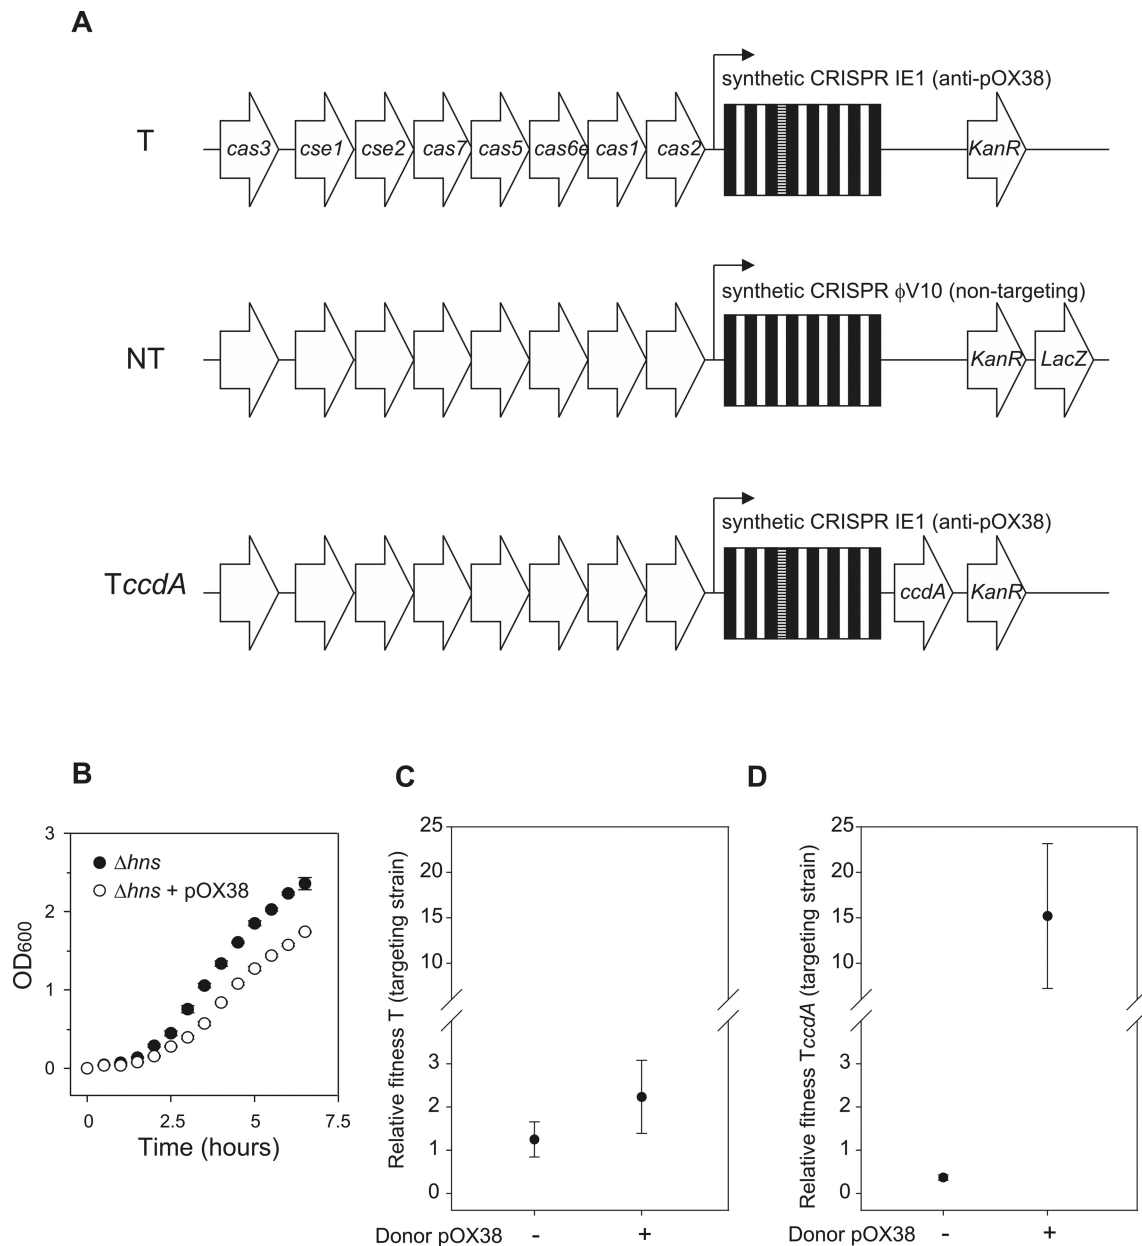 A
T
cas3 cse1 cse2 cas7 cas5 cas6e cas1 cas2
synthetic CRISPR IE1 (anti-pOX38)
KanR
NT
synthetic CRISPR ϕV10 (non-targeting)
KanR LacZ
TccdA
synthetic CRISPR IE1 (anti-pOX38)
ccdA KanR
B
Δhns
Δhns + pOX38
OD600
3
2
1
0
0 2.5 5 7.5
Time (hours)
C
Relative fitness T (targeting strain)
25
20
15
10
3
2
1
0
Donor pOX38 - +
D
Relative fitness TccdA (targeting strain)
25
20
15
10
3
2
1
0
Donor pOX38 - +